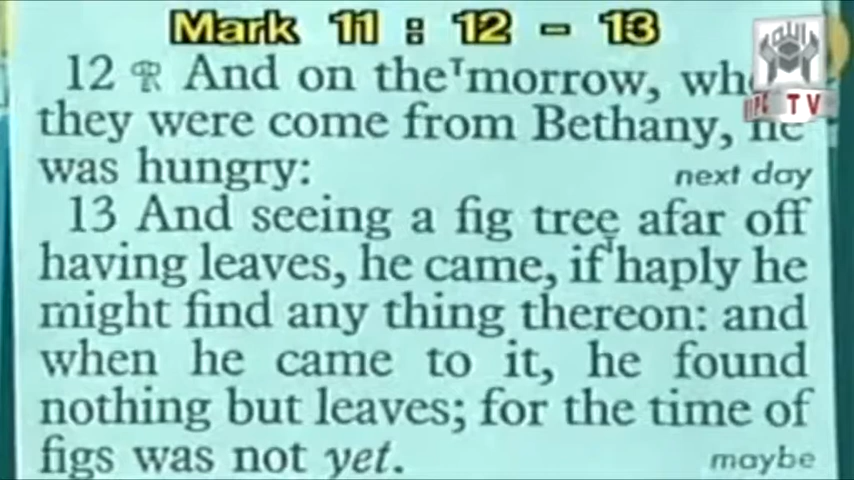 Mark 11 : 12 - 13
12 And on the morrow,
they were come from Bethany, he
was hungry:
next day
13 And seeing a fig tree afar off
having leaves, he came, if haply he
might find any thing thereon: and
when he came to it, he found
nothing but leaves; for the time of
figs was not yet.
maybe
TV